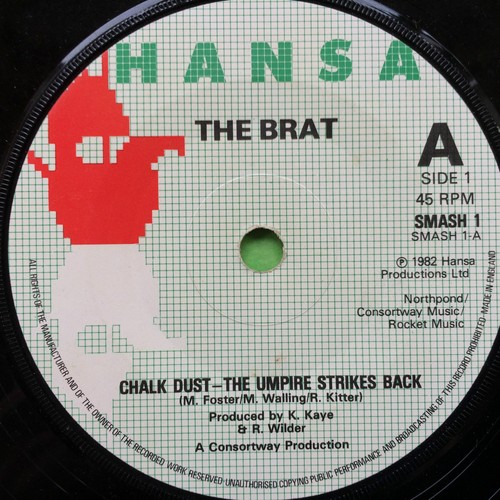 HANSA
THE BRAT
A
SIDE 1
45 RPM
SMASH 1
SMASH 1-A
℗ 1982 Hansa
Productions Ltd
Northpond/
Consortway Music/
Rocket Music
CHALK DUST–THE UMPIRE STRIKES BACK
(M. Foster/M. Walling/R. Kitter)
Produced by K. Kaye
& R. Wilder
A Consortway Production
ALL RIGHTS OF THE MANUFACTURER AND OF THE OWNER OF THE RECORDED WORK RESERVED UNAUTHORISED COPYING PUBLIC PERFORMANCE AND BROADCASTING OF THIS RECORD PROHIBITED MADE IN ENGLAND